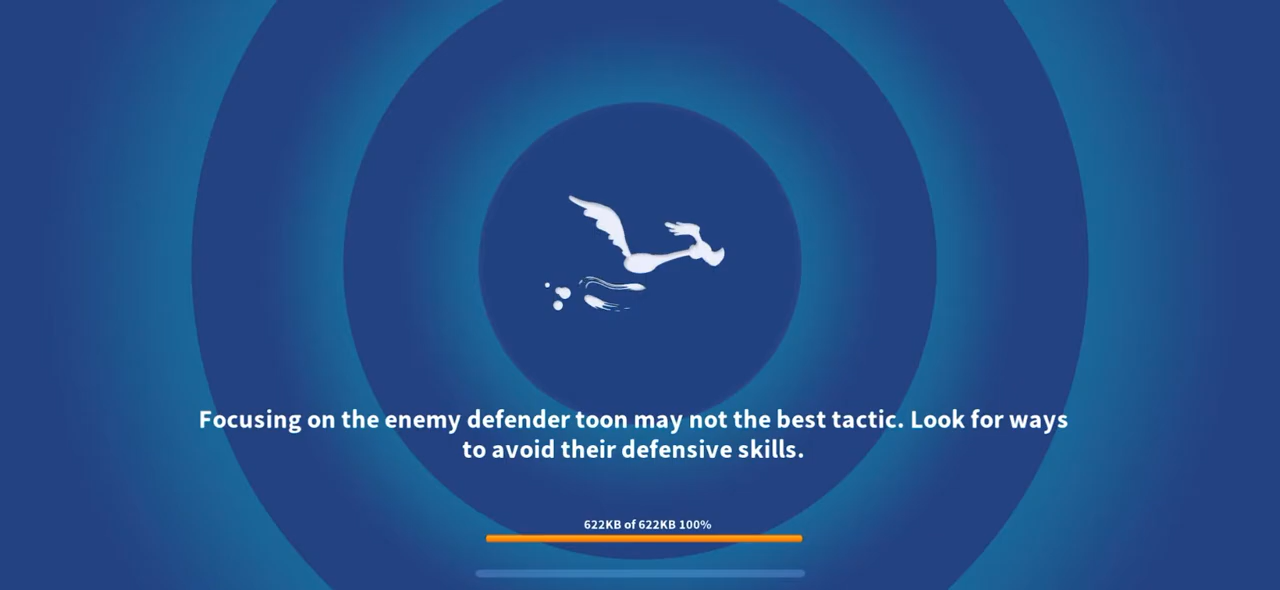 Focusing on the enemy defender toon may not the best tactic. Look for ways
to avoid their defensive skills.
622KB of 622KB 100%